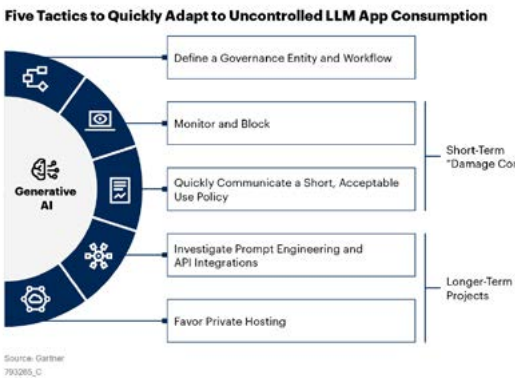 Five Tactics to Quickly Adapt to Uncontrolled LLM App Consumption
Define a Governance Entity and Workflow
Monitor and Block
Short-Term
"Damage Co
Quickly Communicate a Short, Acceptable
Use Policy
Generative
AI
Investigate Prompt Engineering and
API Integrations
Longer-Term
Projects
Favor Private Hosting
Source: Gartner
793265_C